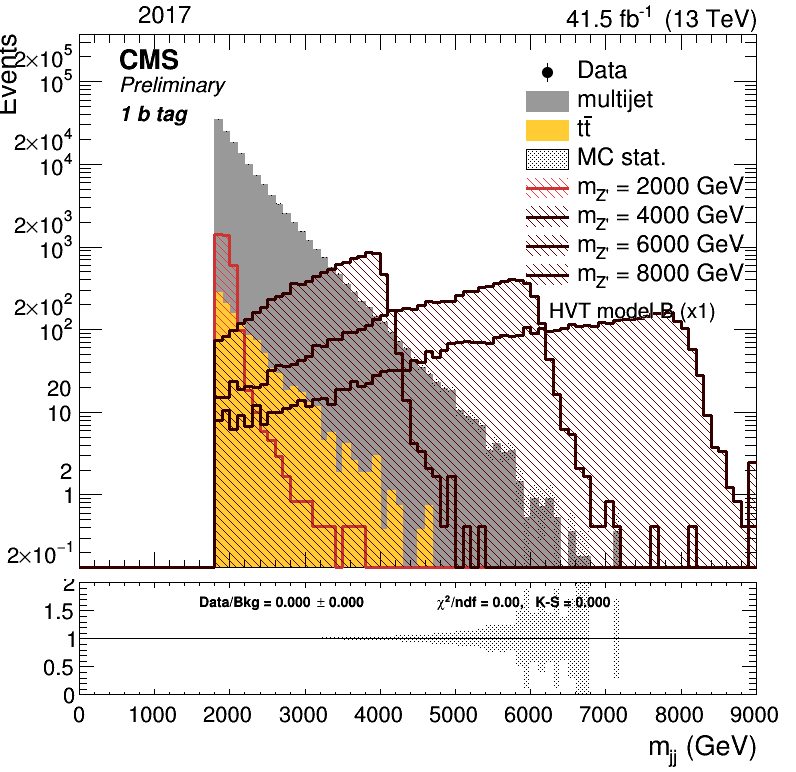 2017 41.5 fb⁻¹ (13 TeV)
Events
CMS
Preliminary
1 b tag
Data
multijet
tt̄
MC stat.
m_Z' = 2000 GeV
m_Z' = 4000 GeV
m_Z' = 6000 GeV
m_Z' = 8000 GeV
HVT model B (x1)
2×10⁵
10⁵
2×10⁴
10⁴
2×10³
10³
2×10²
10²
20
10
2
1
2×10⁻¹
Data/Bkg = 0.000 ± 0.000 χ²/ndf = 0.00, K-S = 0.000
2
1.5
1
0.5
0
0 1000 2000 3000 4000 5000 6000 7000 8000 9000
m_jj (GeV)